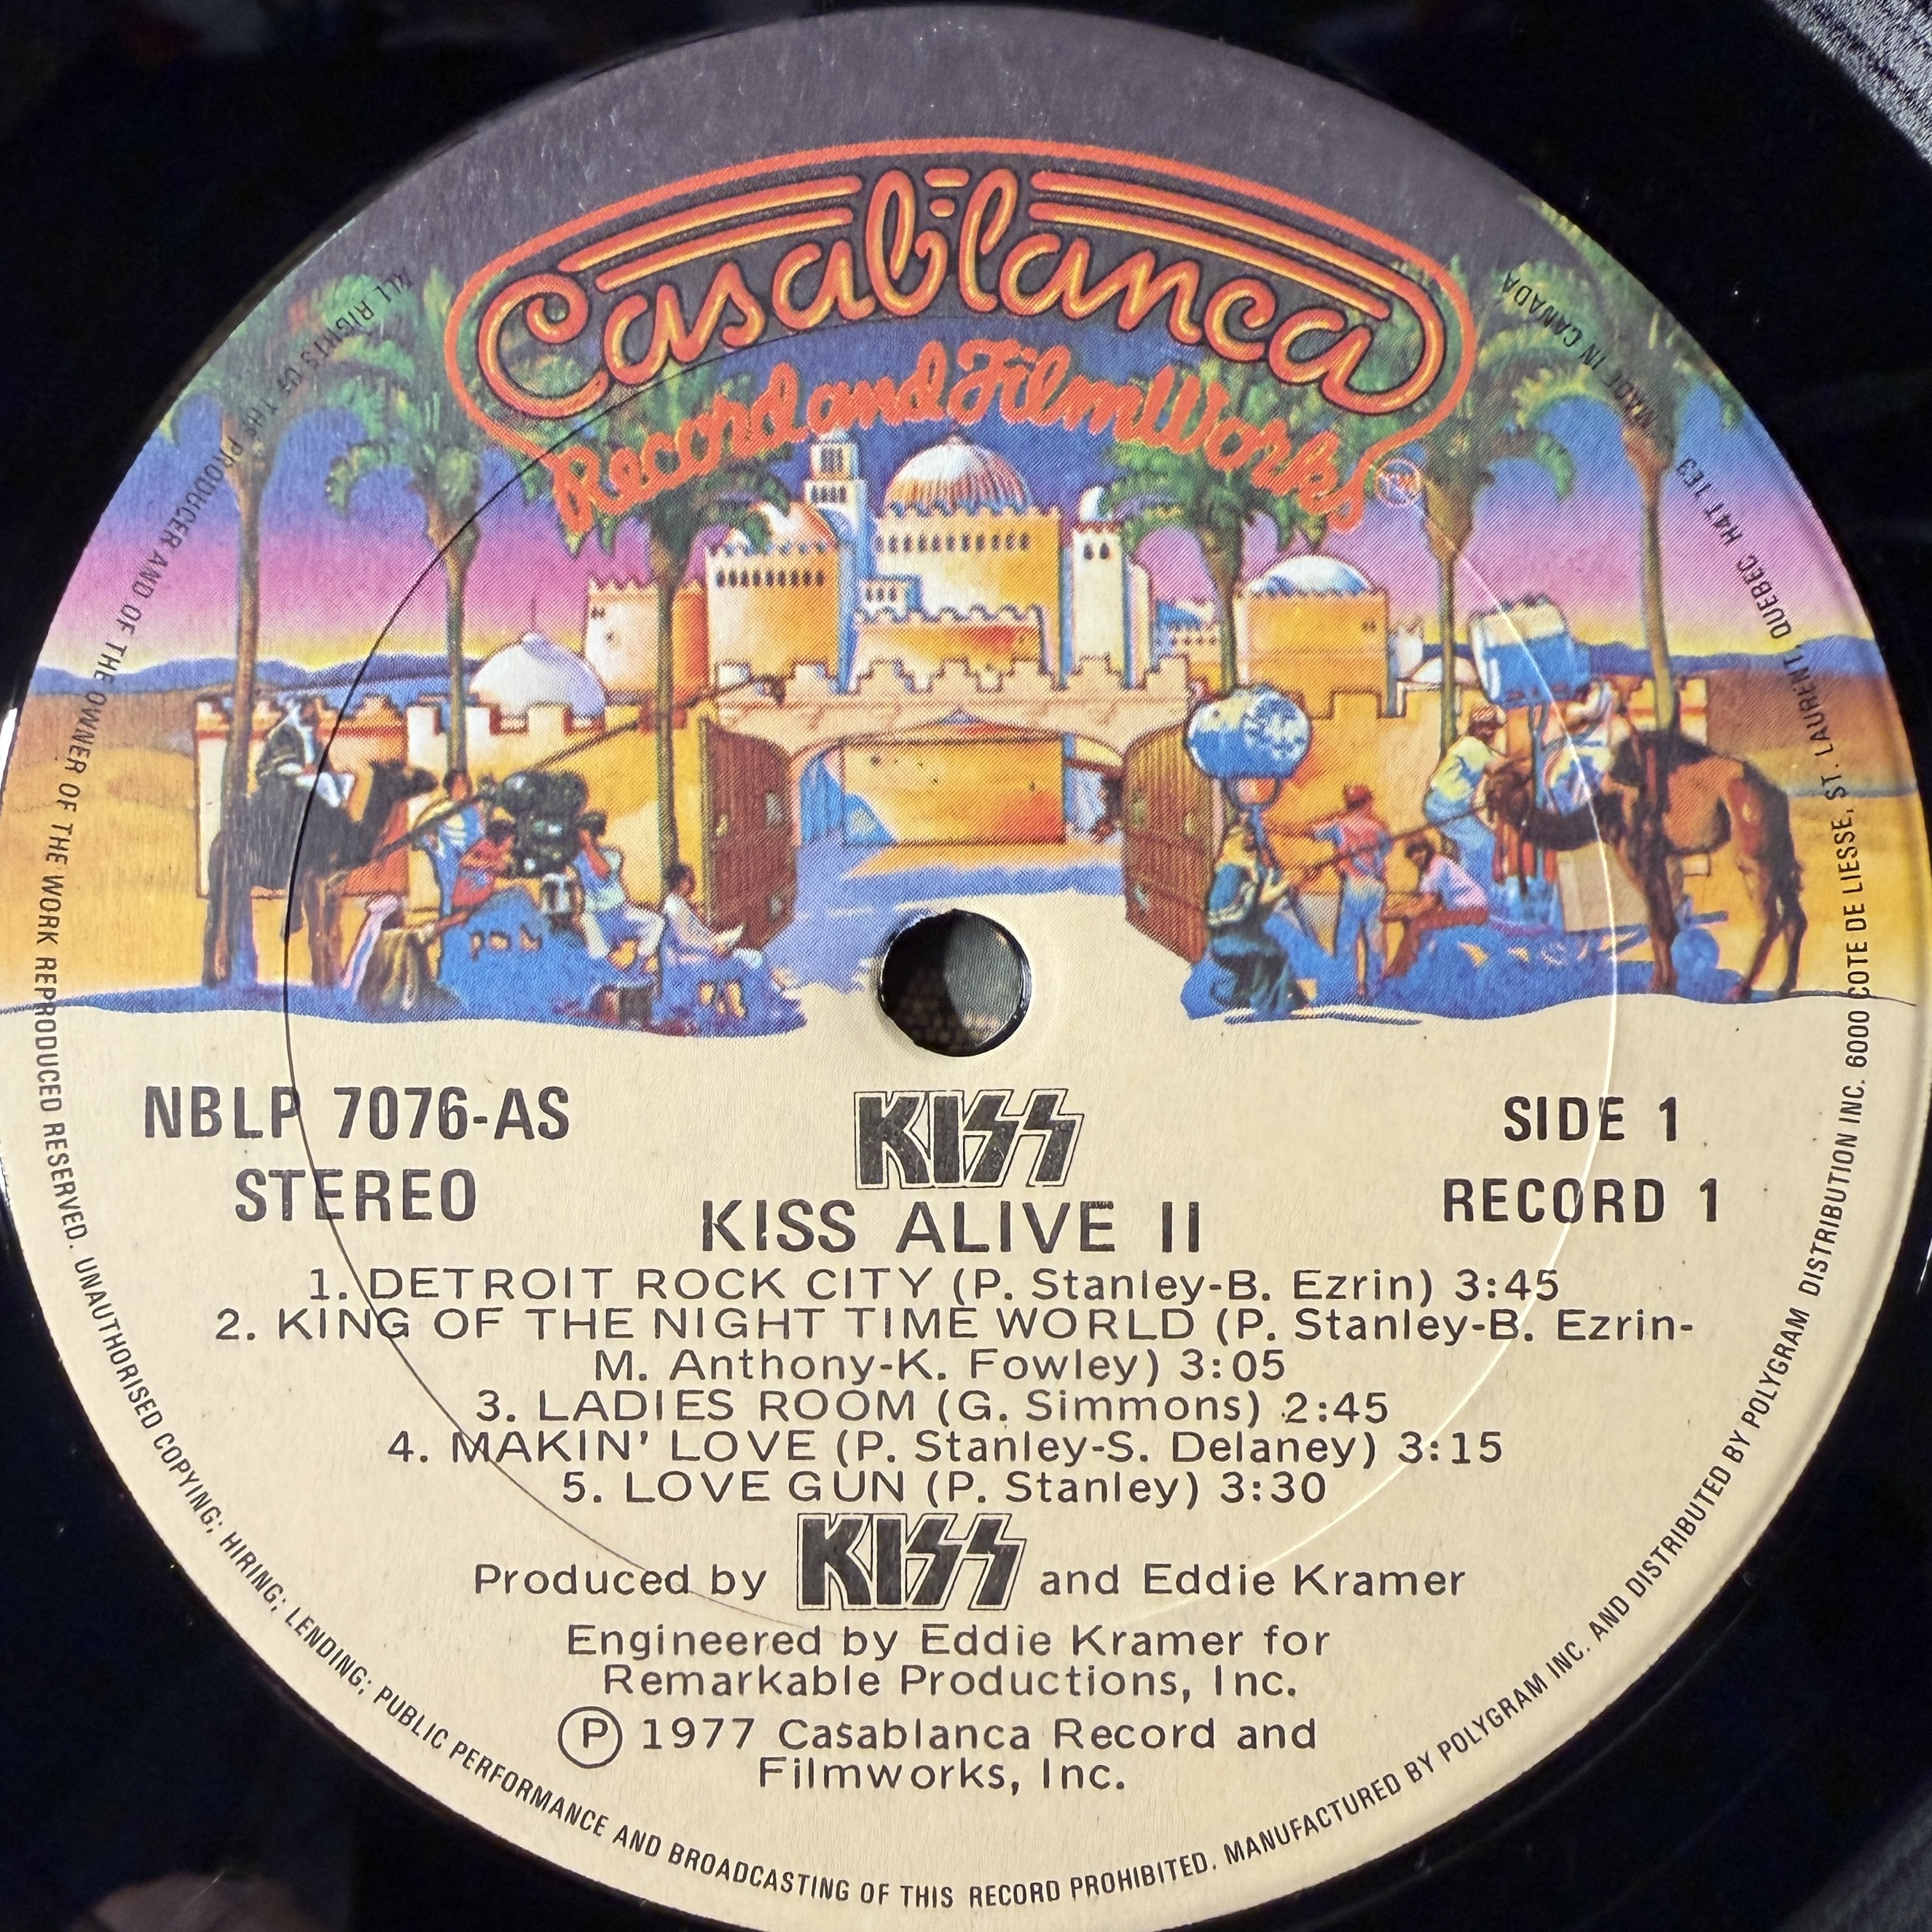 Casablanca
Record and FilmWorks
TM
NBLP 7076-AS
STEREO
KISS
SIDE 1
RECORD 1
KISS ALIVE II
1. DETROIT ROCK CITY (P. Stanley-B. Ezrin) 3:45
2. KING OF THE NIGHT TIME WORLD (P. Stanley-B. Ezrin-
M. Anthony-K. Fowley) 3:05
3. LADIES ROOM (G. Simmons) 2:45
4. MAKIN' LOVE (P. Stanley-S. Delaney) 3:15
5. LOVE GUN (P. Stanley) 3:30
Produced by KISS and Eddie Kramer
Engineered by Eddie Kramer for
Remarkable Productions, Inc.
Ⓟ 1977 Casablanca Record and
Filmworks, Inc.
ALL RIGHTS OF THE PRODUCER AND OF THE OWNER OF THE WORK REPRODUCED RESERVED. UNAUTHORISED COPYING; HIRING; LENDING; PUBLIC PERFORMANCE AND BROADCASTING OF THIS RECORD PROHIBITED. MANUFACTURED BY POLYGRAM INC. AND DISTRIBUTED BY POLYGRAM DISTRIBUTION INC. 6000 COTE DE LIESSE, ST. LAURENT, QUEBEC H4T 1E3 MADE IN CANADA